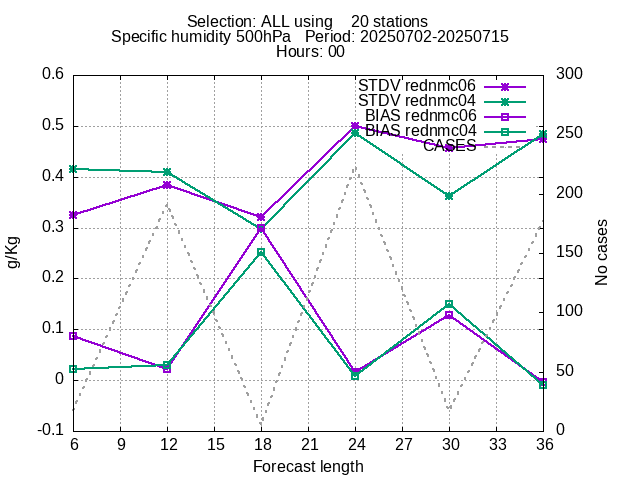 Selection: ALL using    20 stations
Specific humidity 500hPa   Period: 20250702-20250715
Hours: 00
STDV rednmc06
STDV rednmc04
BIAS rednmc06
BIAS rednmc04
CASES
0.6
0.5
0.4
0.3
0.2
0.1
0
-0.1
g/Kg
300
250
200
150
100
50
0
No cases
6 9 12 15 18 21 24 27 30 33 36
Forecast length